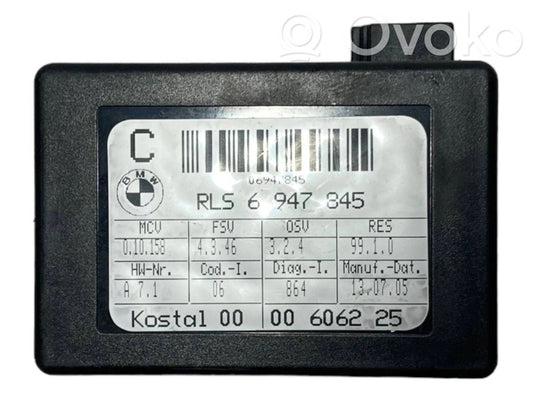 Ovoko
C
BMW
06947845
RLS 6 947 845
MCV FSV OSV RES
0.10.158 4.3.46 3.2.4 99.1.0
HW-Nr. Cod.-I. Diag.-I. Manuf.-Dat.
A 7.1 06 864 13.07.05
Kostal 00 00 6062 25